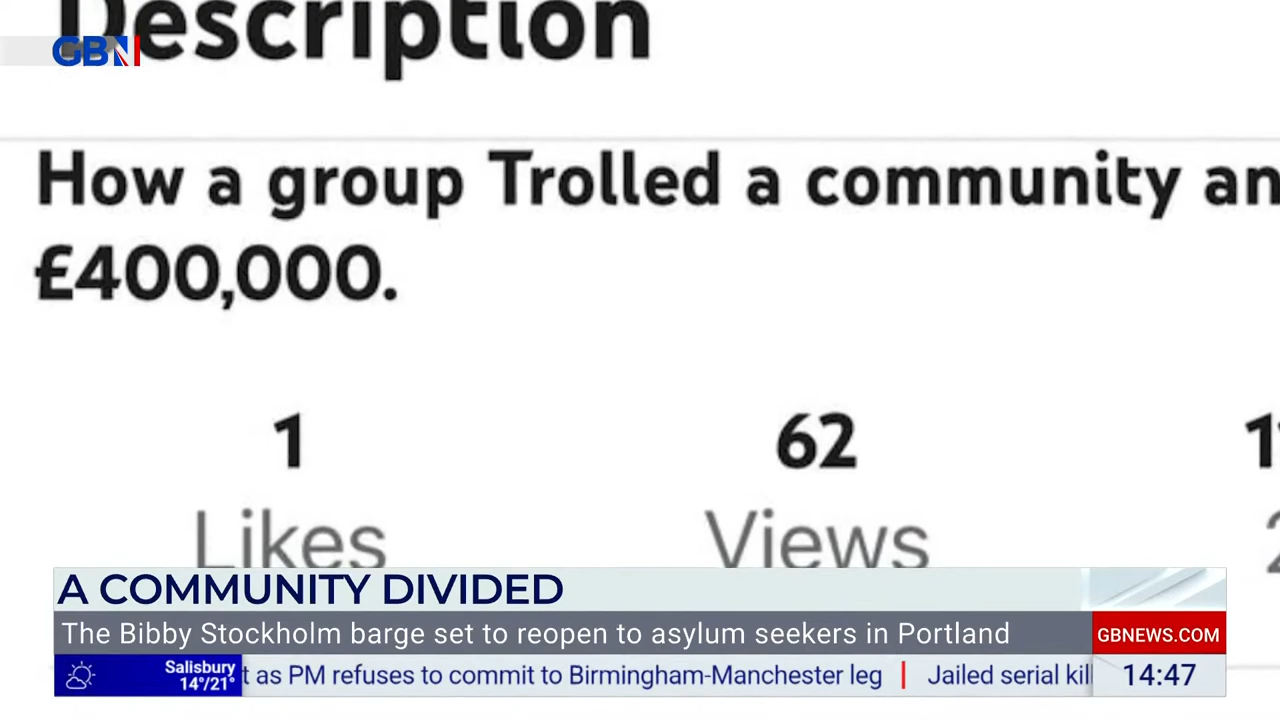 Description
GBN
How a group Trolled a community an
£400,000.
1
62
Likes
Views
A COMMUNITY DIVIDED
The Bibby Stockholm barge set to reopen to asylum seekers in Portland
GBNEWS.COM
Salisbury
14°/21°
t as PM refuses to commit to Birmingham-Manchester leg | Jailed serial kil
14:47